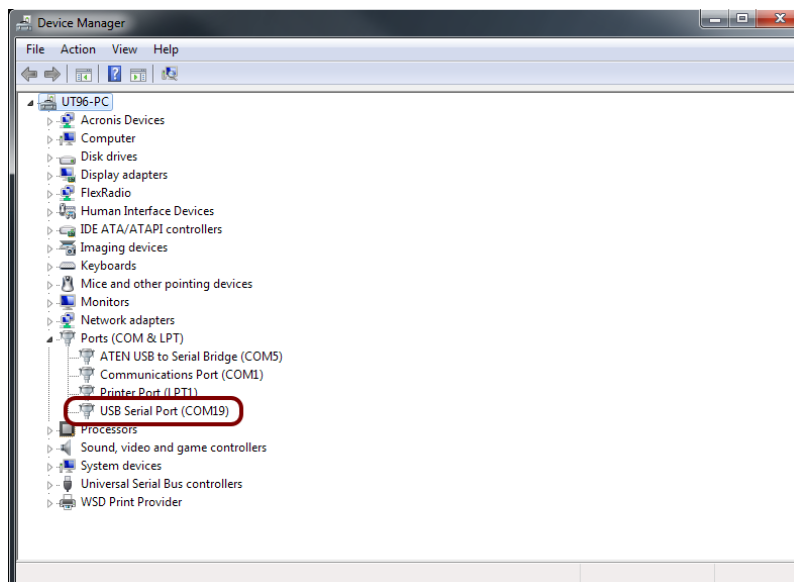 Device Manager
File Action View Help
UT96-PC
Acronis Devices
Computer
Disk drives
Display adapters
FlexRadio
Human Interface Devices
IDE ATA/ATAPI controllers
Imaging devices
Keyboards
Mice and other pointing devices
Monitors
Network adapters
Ports (COM & LPT)
ATEN USB to Serial Bridge (COM5)
Communications Port (COM1)
Printer Port (LPT1)
USB Serial Port (COM19)
Processors
Sound, video and game controllers
System devices
Universal Serial Bus controllers
WSD Print Provider